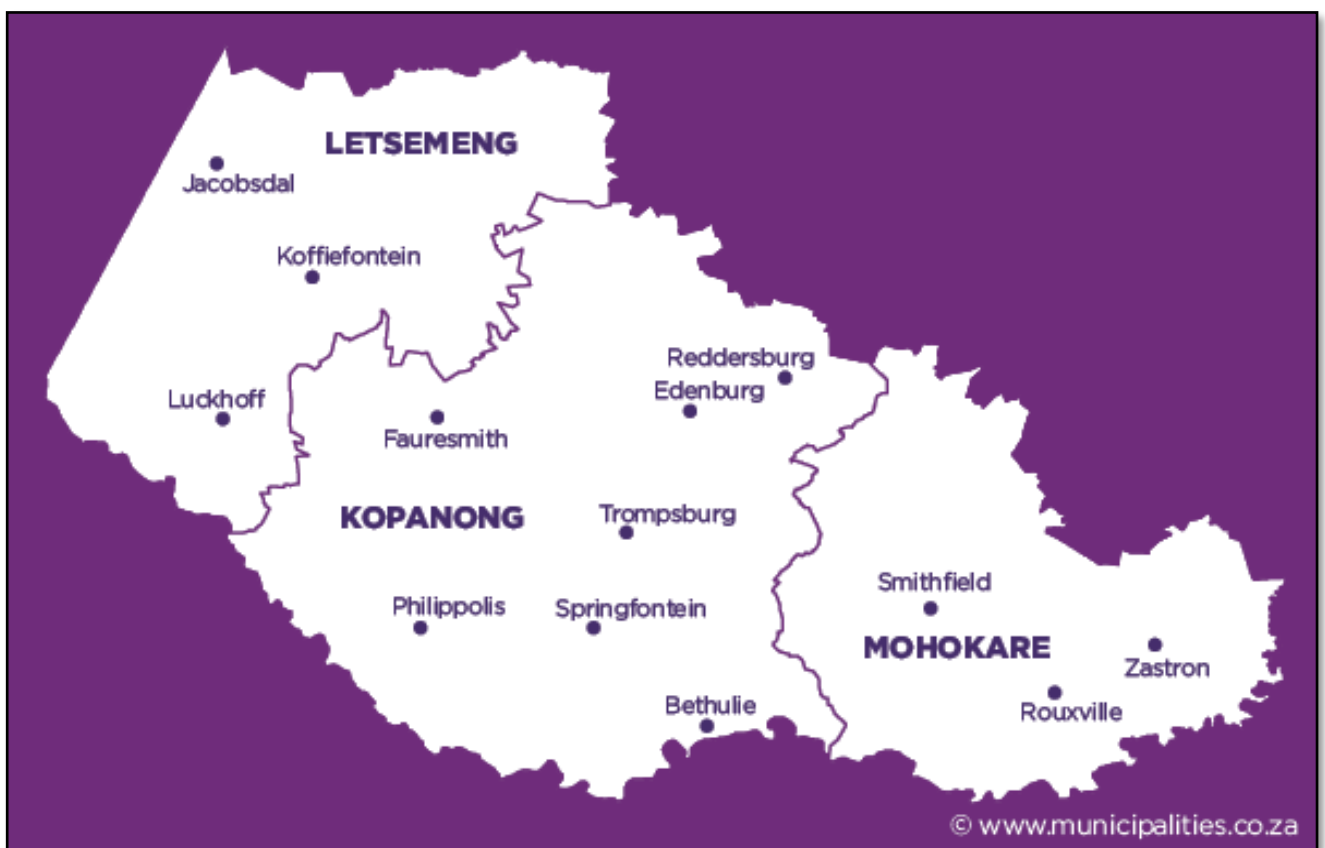 LETSEMENG
Jacobsdal
Koffiefontein
Reddersburg
Edenburg
Luckhoff
Fauresmith
KOPANONG
Trompsburg
Smithfield
Philippolis
Springfontein
MOHOKARE
Zastron
Bethulie
Rouxville
© www.municipalities.co.za